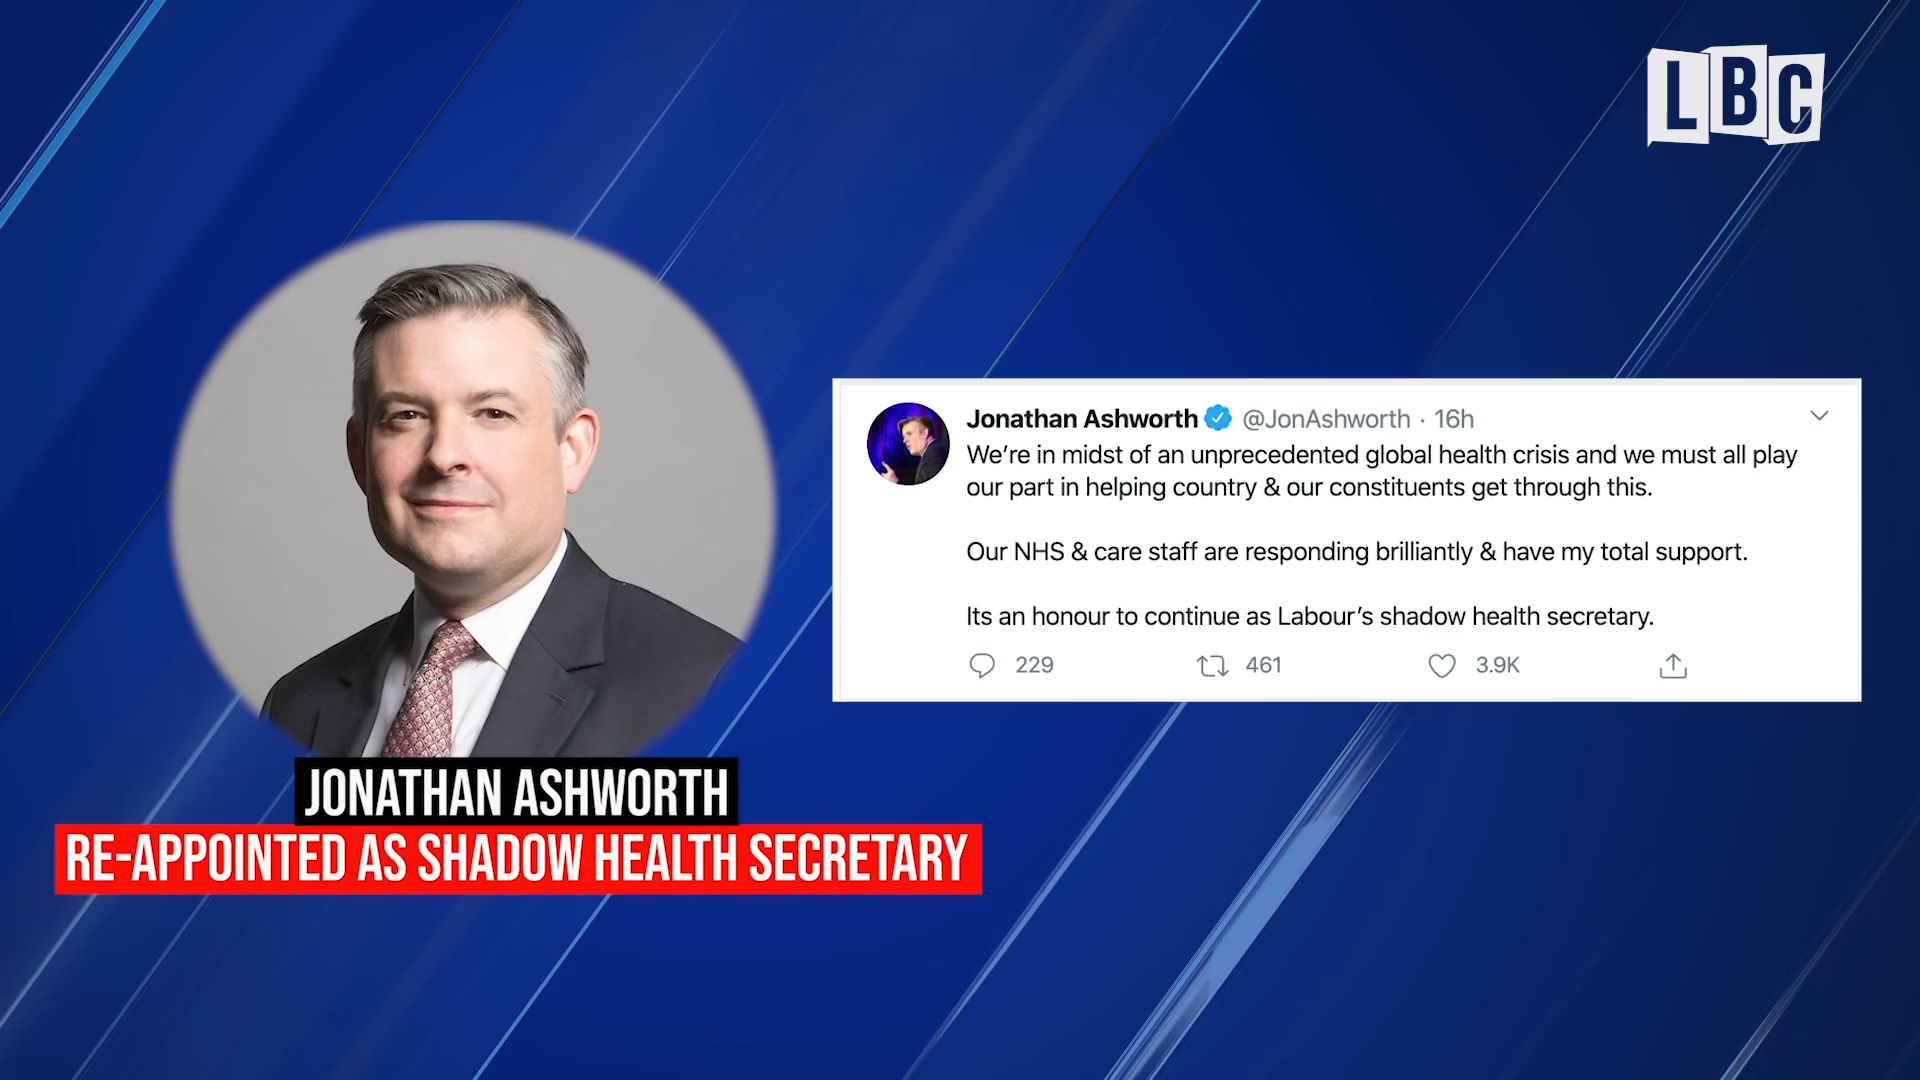 LBC
Jonathan Ashworth @JonAshworth · 16h
We’re in midst of an unprecedented global health crisis and we must all play
our part in helping country & our constituents get through this.
Our NHS & care staff are responding brilliantly & have my total support.
Its an honour to continue as Labour’s shadow health secretary.
229 461 3.9K
JONATHAN ASHWORTH
RE-APPOINTED AS SHADOW HEALTH SECRETARY